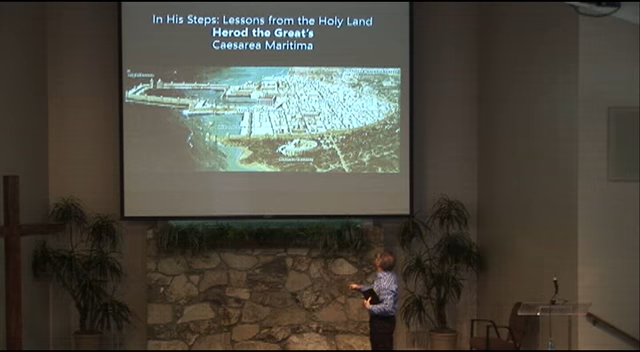 In His Steps: Lessons from the Holy Land
Herod the Great's
Caesarea Maritima